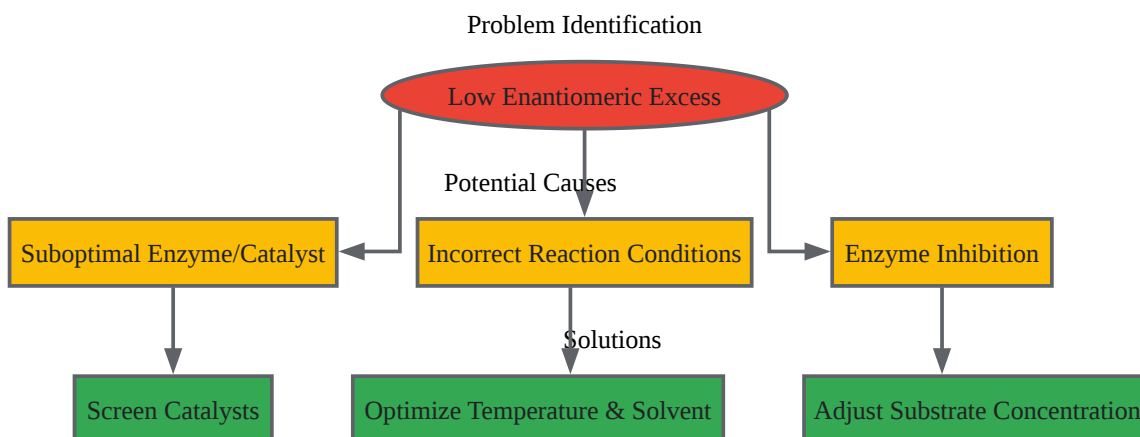 Problem Identification
Low Enantiomeric Excess
Potential Causes
Suboptimal Enzyme/Catalyst
Incorrect Reaction Conditions
Enzyme Inhibition
Solutions
Screen Catalysts
Optimize Temperature & Solvent
Adjust Substrate Concentration